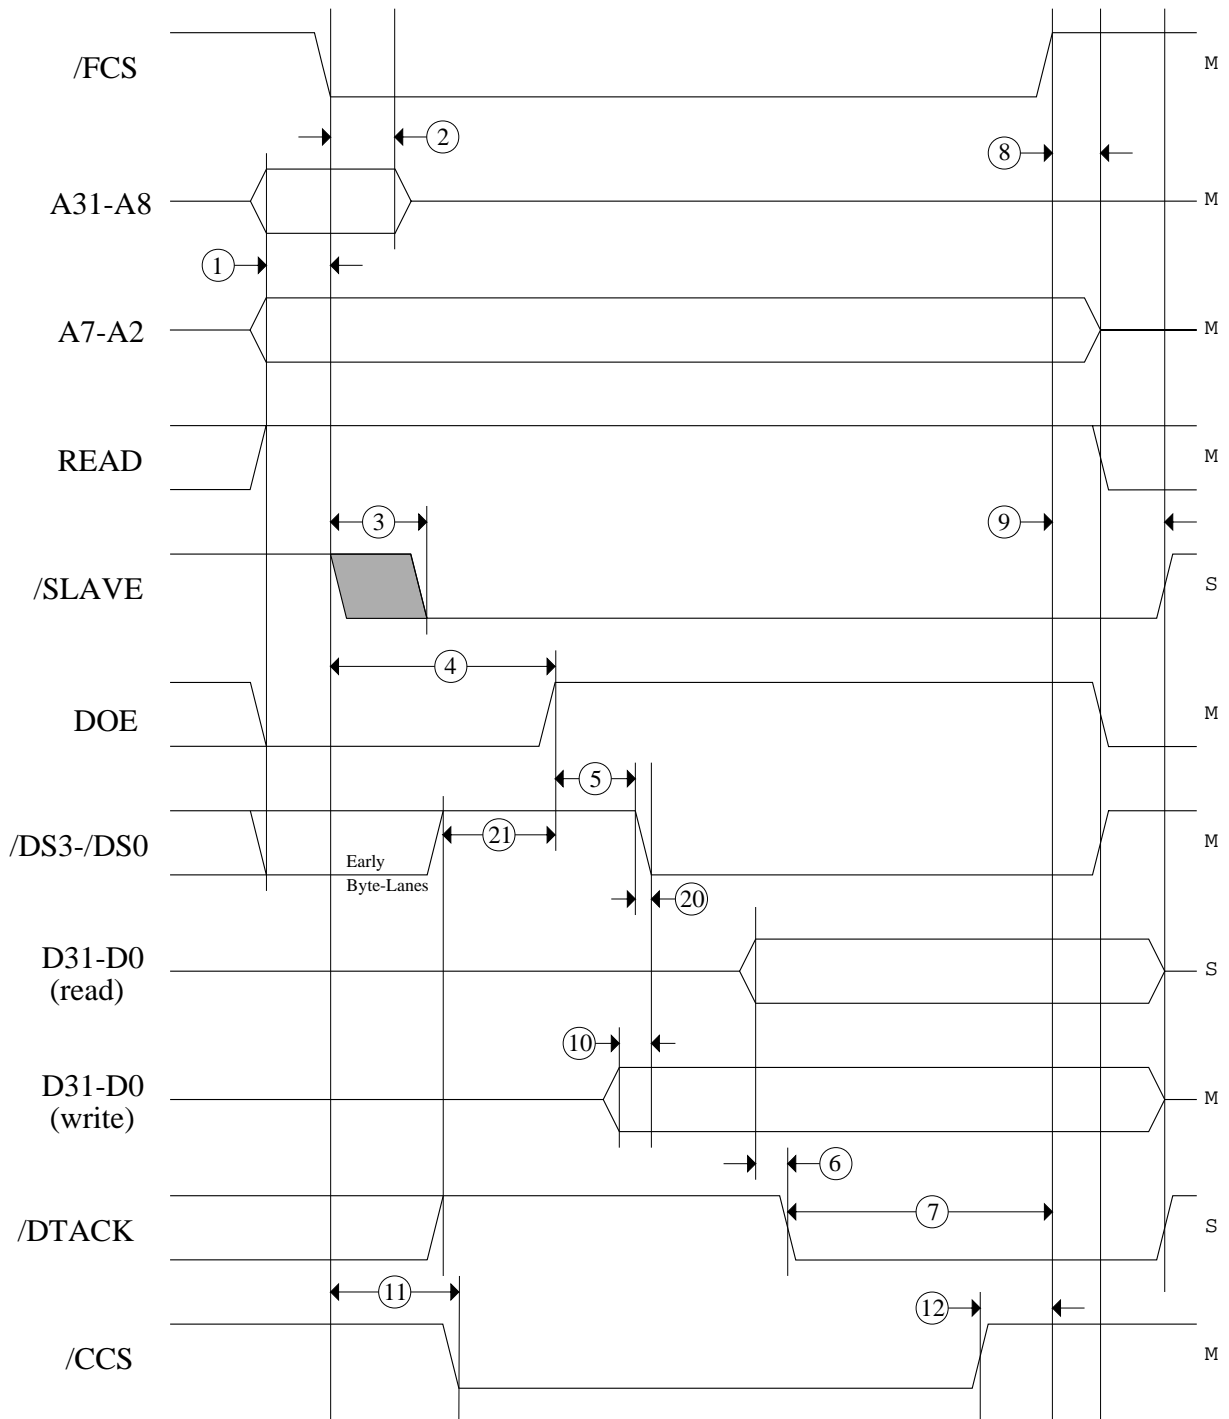 /FCS M
2 8
A31-A8 M
1
A7-A2 M
READ M
3 9
/SLAVE S
4
DOE M
5
21
/DS3-/DS0 M
Early
Byte-Lanes
20
D31-D0
(read) S
10
D31-D0
(write) M
6
7
/DTACK S
11 12
/CCS M